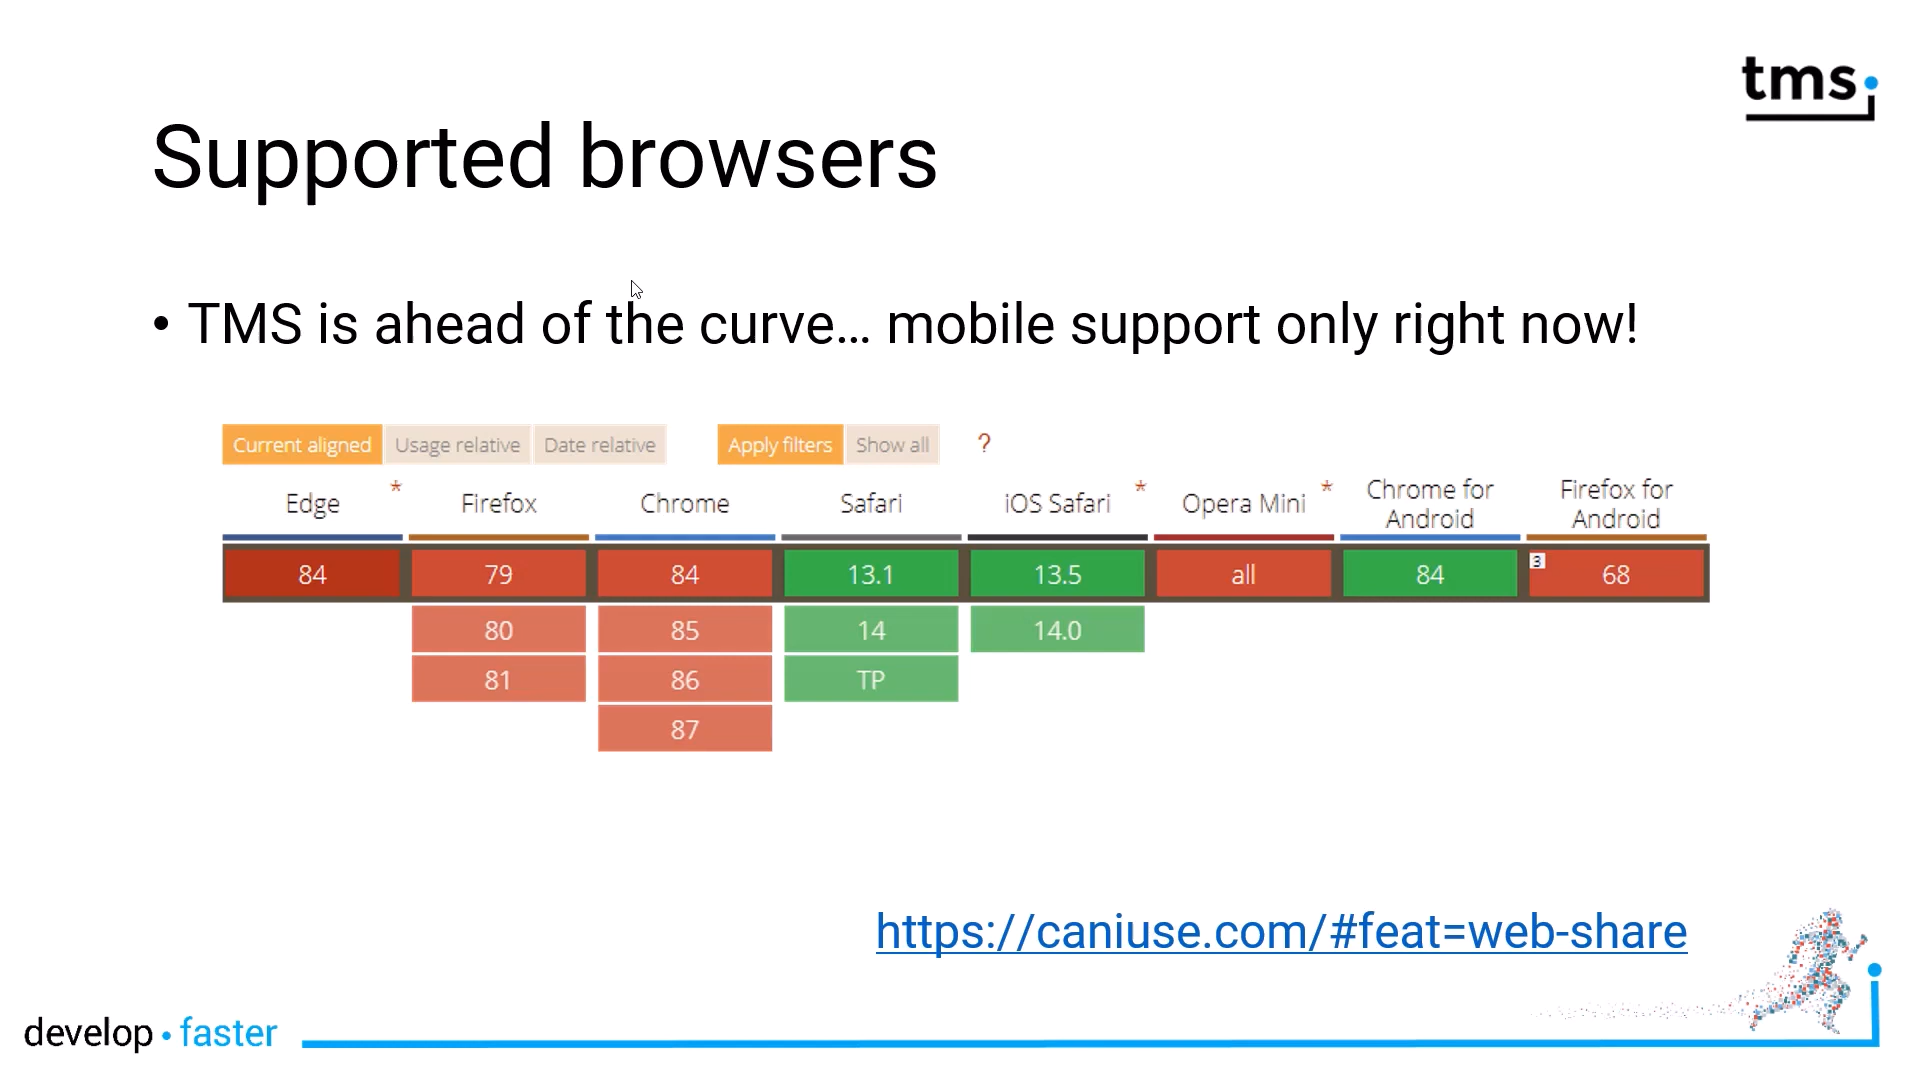 tms
Supported browsers
• TMS is ahead of the curve... mobile support only right now!
Current aligned Usage relative Date relative Apply filters Show all ?
Edge * Firefox Chrome Safari iOS Safari * Opera Mini * Chrome for Android Firefox for Android
84 79 84 13.1 13.5 all 84 3 68
80 85 14 14.0
81 86 TP
87
https://caniuse.com/#feat=web-share
develop • faster